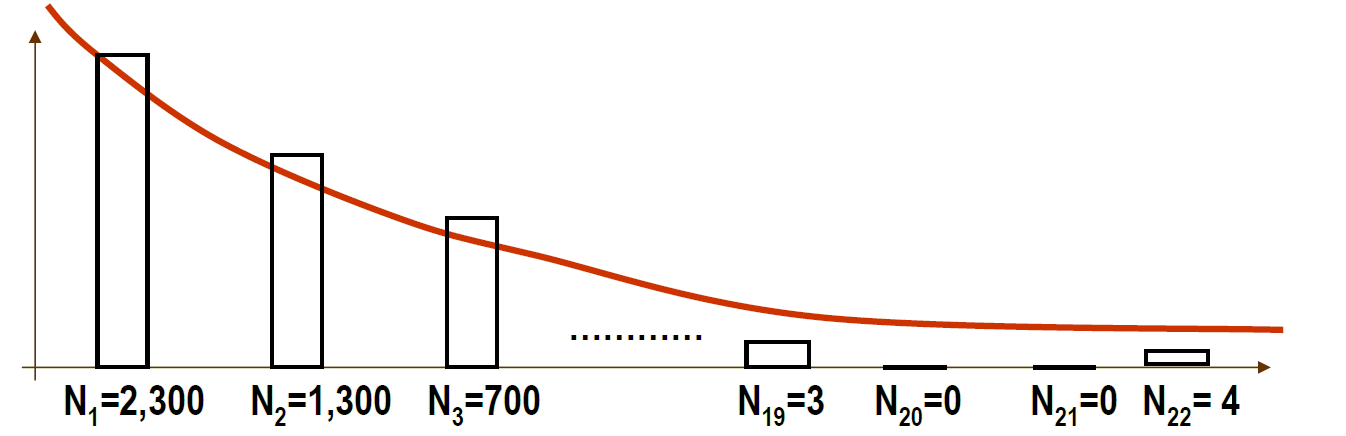 ............
N1=2,300 N2=1,300 N3=700 N19=3 N20=0 N21=0 N22= 4